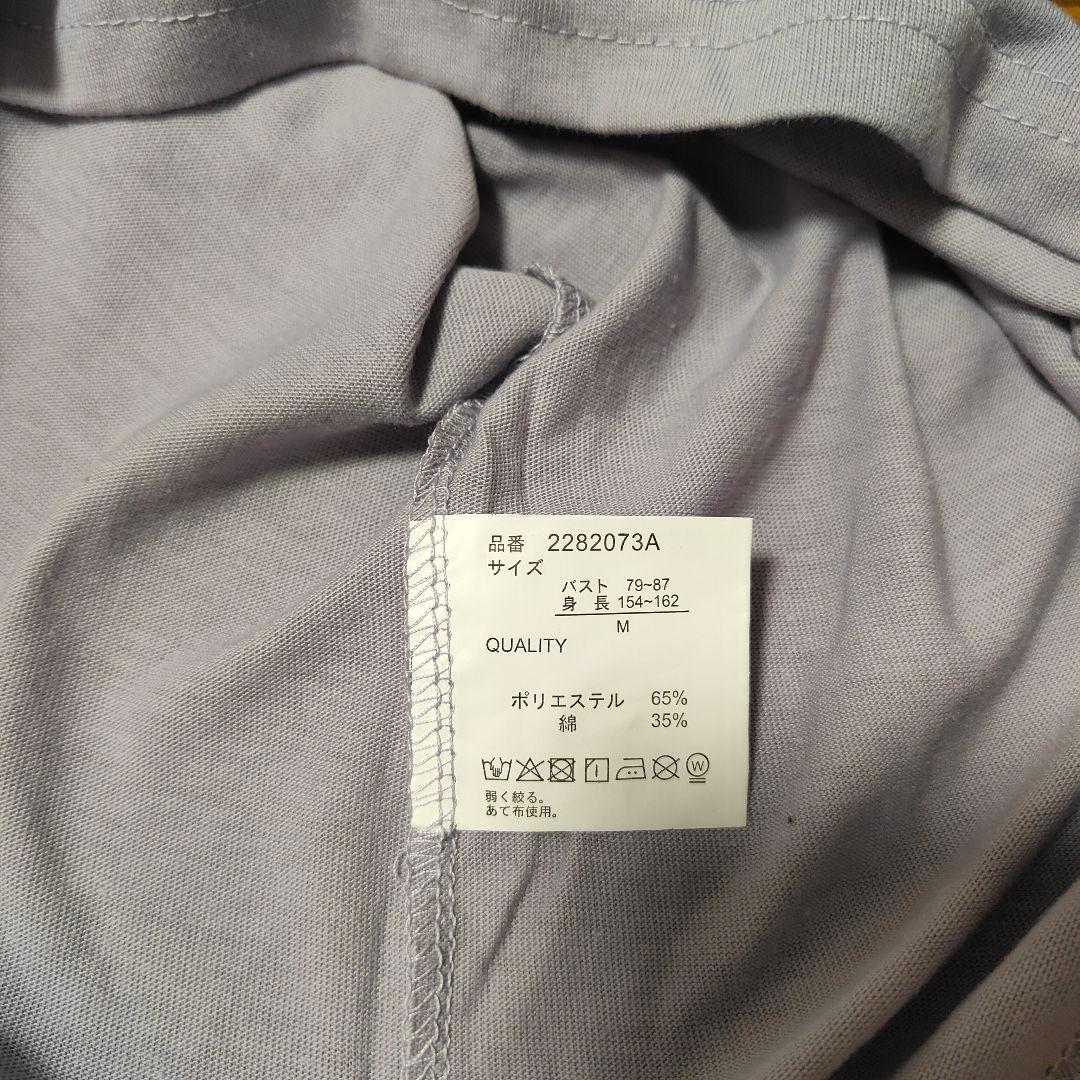 品番 2282073A
サイズ
バスト 79~87
身 長 154~162
M
QUALITY
ポリエステル 65%
綿 35%
W
弱く絞る。
あて布使用。